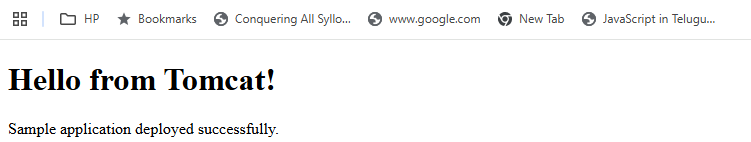 HP Bookmarks Conquering All Syllo... www.google.com New Tab JavaScript in Telugu...
Hello from Tomcat!
Sample application deployed successfully.